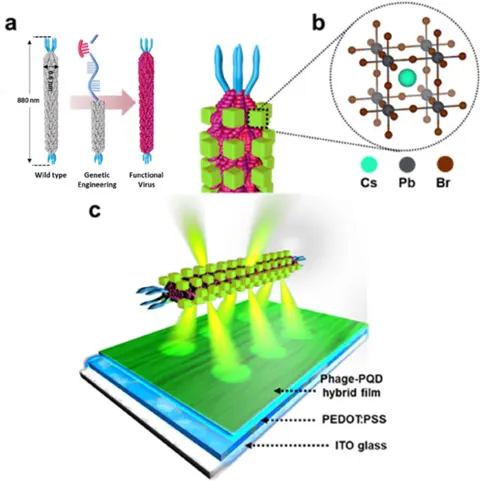 a
880 nm
6.6 nm
Wild type
Genetic
Engineering
Functional
Virus
b
Cs
Pb
Br
c
Phage-PQD
hybrid film
PEDOT:PSS
ITO glass